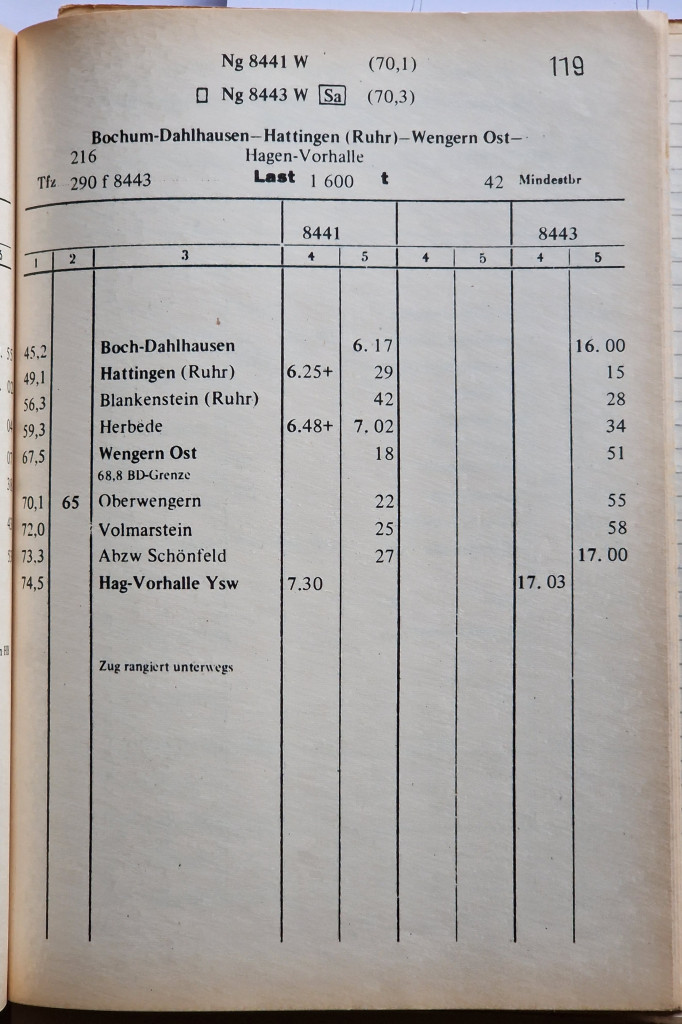 Ng 8441 W (70,1) 119
Ng 8443 W Sa (70,3)
Bochum-Dahlhausen—Hattingen (Ruhr)—Wengern Ost—
216 Hagen-Vorhalle
Tfz 290 f 8443 Last 1 600 t 42 Mindestbr
8441 8443
1 2 3 4 5 4 5 4 5
45,2 Boch-Dahlhausen 6.17 16.00
49,1 Hattingen (Ruhr) 6.25+ 29 15
56,3 Blankenstein (Ruhr) 42 28
59,3 Herbede 6.48+ 7.02 34
67,5 Wengern Ost 18 51
68,8 BD-Grenze
70,1 65 Oberwengern 22 55
72,0 Volmarstein 25 58
73,3 Abzw Schönfeld 27 17.00
74,5 Hag-Vorhalle Ysw 7.30 17.03
Zug rangiert unterwegs